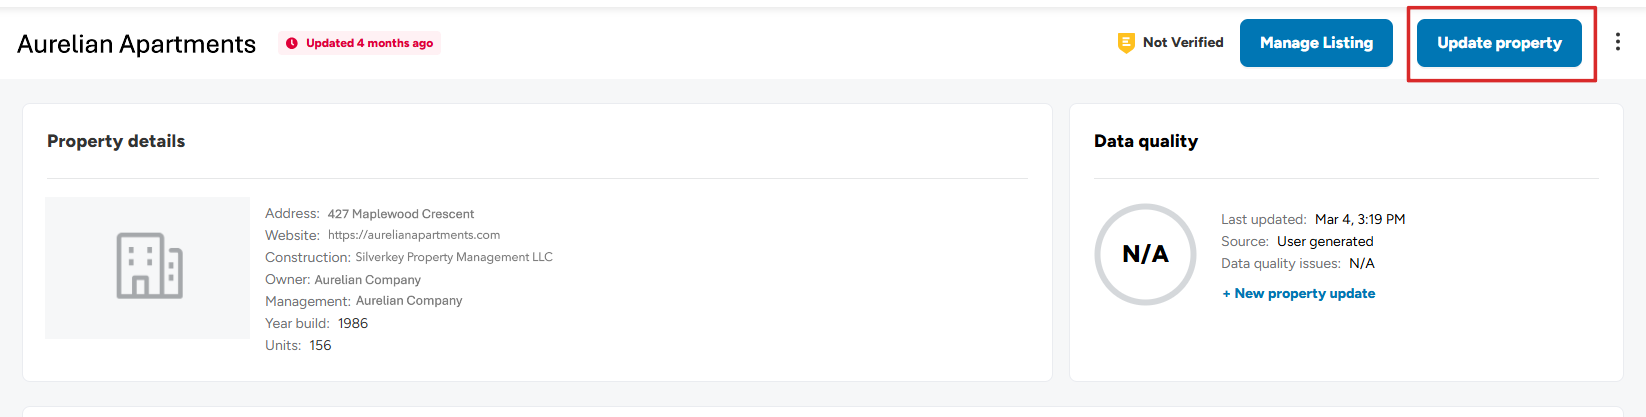 Aurelian Apartments
Updated 4 months ago
Not Verified
Manage Listing
Update property
Property details
Address: 427 Maplewood Crescent
Website: https://aurelianapartments.com
Construction: Silverkey Property Management LLC
Owner: Aurelian Company
Management: Aurelian Company
Year build: 1986
Units: 156
Data quality
N/A
Last updated: Mar 4, 3:19 PM
Source: User generated
Data quality issues: N/A
+ New property update